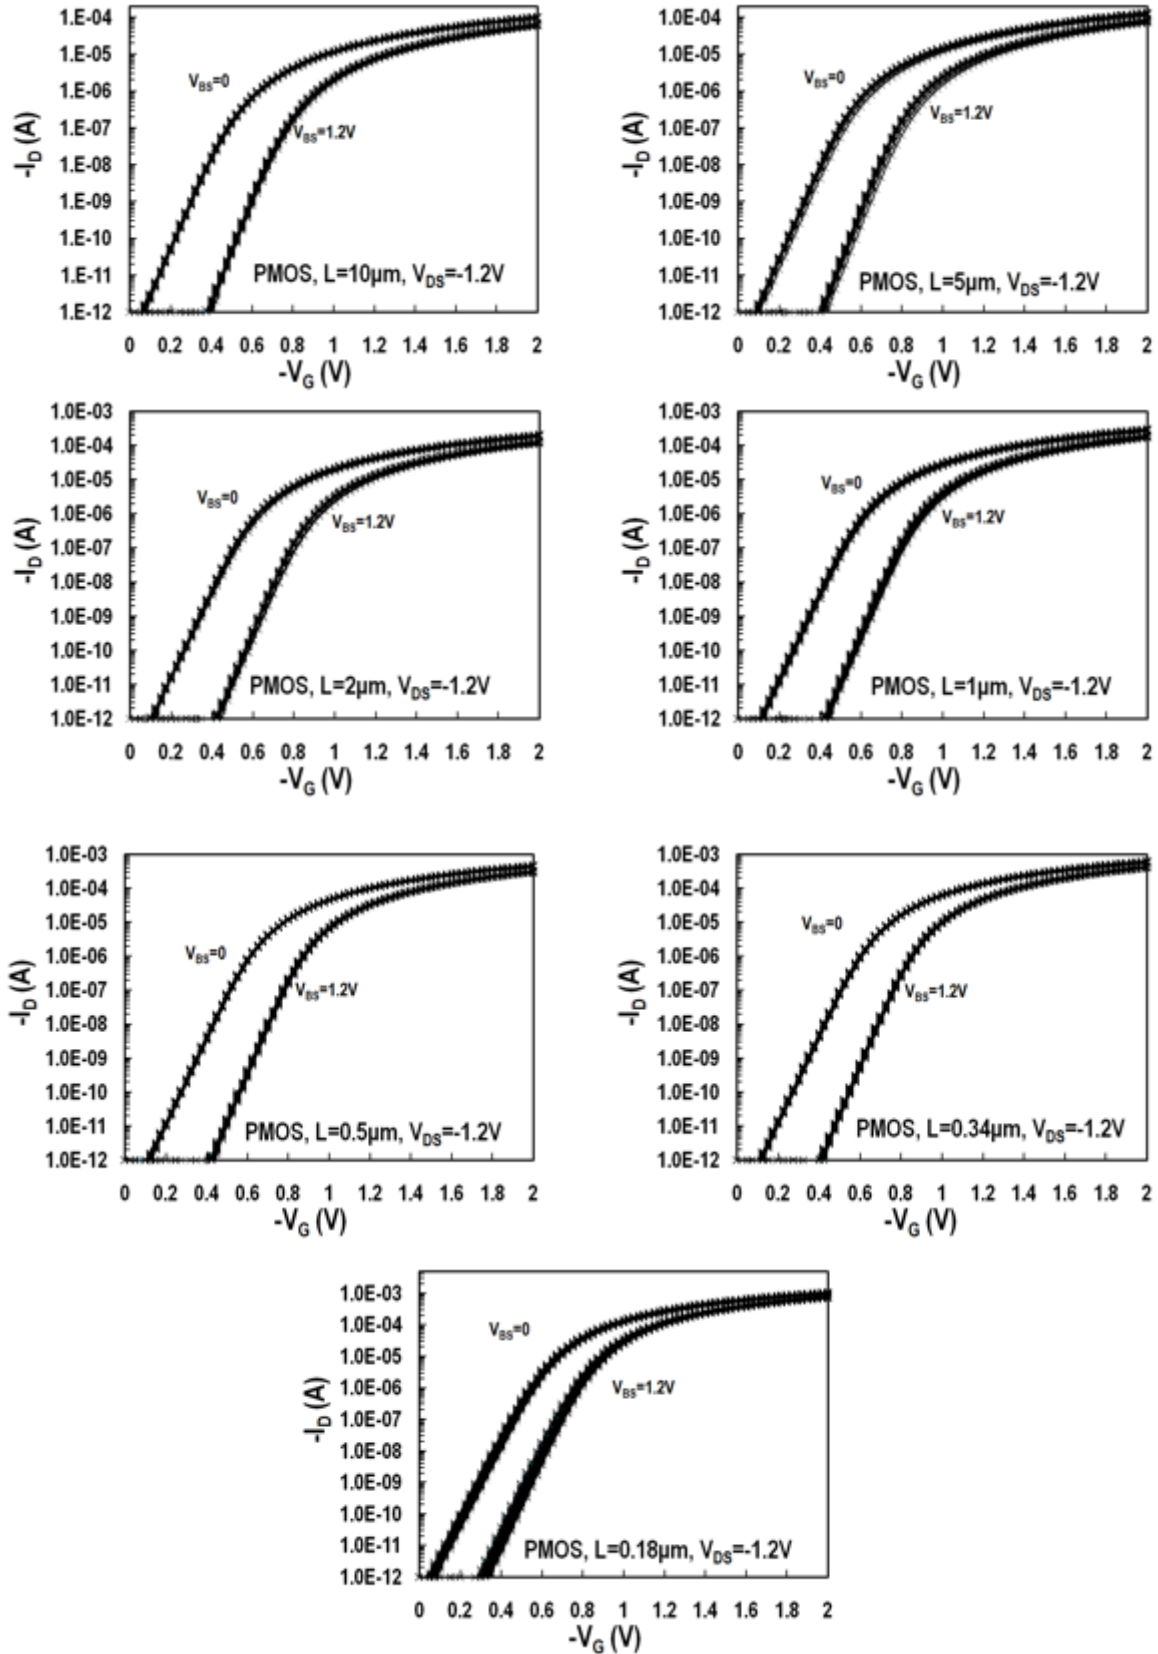 1.E-04
1.E-05
1.E-06
1.E-07
1.E-08
1.E-09
1.E-10
1.E-11
1.E-12
-I_D (A)
V_BS=0
V_BS=1.2V
PMOS, L=10µm, V_DS=-1.2V
0 0.2 0.4 0.6 0.8 1 1.2 1.4 1.6 1.8 2
-V_G (V)
1.E-04
1.E-05
1.E-06
1.E-07
1.E-08
1.E-09
1.E-10
1.E-11
1.E-12
-I_D (A)
V_BS=0
V_BS=1.2V
PMOS, L=5µm, V_DS=-1.2V
0 0.2 0.4 0.6 0.8 1 1.2 1.4 1.6 1.8 2
-V_G (V)
1.0E-03
1.0E-04
1.0E-05
1.0E-06
1.0E-07
1.0E-08
1.0E-09
1.0E-10
1.0E-11
1.0E-12
-I_D (A)
V_BS=0
V_BS=1.2V
PMOS, L=2µm, V_DS=-1.2V
0 0.2 0.4 0.6 0.8 1 1.2 1.4 1.6 1.8 2
-V_G (V)
1.0E-03
1.0E-04
1.0E-05
1.0E-06
1.0E-07
1.0E-08
1.0E-09
1.0E-10
1.0E-11
1.0E-12
-I_D (A)
V_BS=0
V_BS=1.2V
PMOS, L=1µm, V_DS=-1.2V
0 0.2 0.4 0.6 0.8 1 1.2 1.4 1.6 1.8 2
-V_G (V)
1.0E-03
1.0E-04
1.0E-05
1.0E-06
1.0E-07
1.0E-08
1.0E-09
1.0E-10
1.0E-11
1.0E-12
-I_D (A)
V_BS=0
V_BS=1.2V
PMOS, L=0.5µm, V_DS=-1.2V
0 0.2 0.4 0.6 0.8 1 1.2 1.4 1.6 1.8 2
-V_G (V)
1.0E-03
1.0E-04
1.0E-05
1.0E-06
1.0E-07
1.0E-08
1.0E-09
1.0E-10
1.0E-11
1.0E-12
-I_D (A)
V_BS=0
V_BS=1.2V
PMOS, L=0.34µm, V_DS=-1.2V
0 0.2 0.4 0.6 0.8 1 1.2 1.4 1.6 1.8 2
-V_G (V)
1.0E-03
1.0E-04
1.0E-05
1.0E-06
1.0E-07
1.0E-08
1.0E-09
1.0E-10
1.0E-11
1.0E-12
-I_D (A)
V_BS=0
V_BS=1.2V
PMOS, L=0.18µm, V_DS=-1.2V
0 0.2 0.4 0.6 0.8 1 1.2 1.4 1.6 1.8 2
-V_G (V)